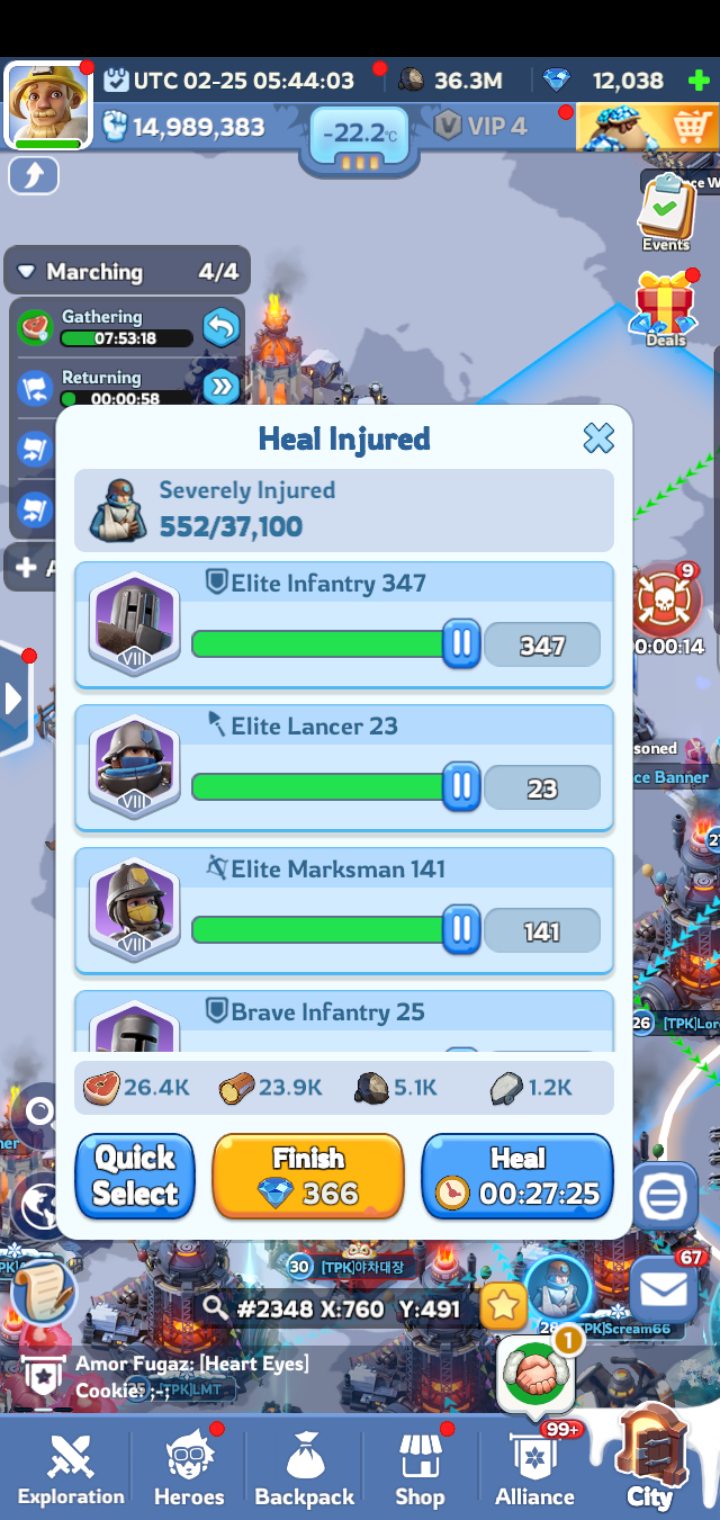 UTC 02-25 05:44:03
36.3M
12,038
14,989,383
-22.2°C
VIP 4
Events
Marching 4/4
Gathering
07:53:18
Deals
Returning
00:00:58
Heal Injured
Severely Injured
552/37,100
Elite Infantry 347
VIII
347
9
0:00:14
Elite Lancer 23
VIII
23
soned
ce Banner
Elite Marksman 141
VIII
141
Brave Infantry 25
26 [TPK]Lor
26.4K
23.9K
5.1K
1.2K
Quick Select
Finish
366
Heal
00:27:25
30 [TPK]야차대장
67
#2348 X:760 Y:491
28 PK]Scream66
1
Amor Fugaz: [Heart Eyes]
Cookie: ;-;
[TPK]LMT
99+
Exploration
Heroes
Backpack
Shop
Alliance
City